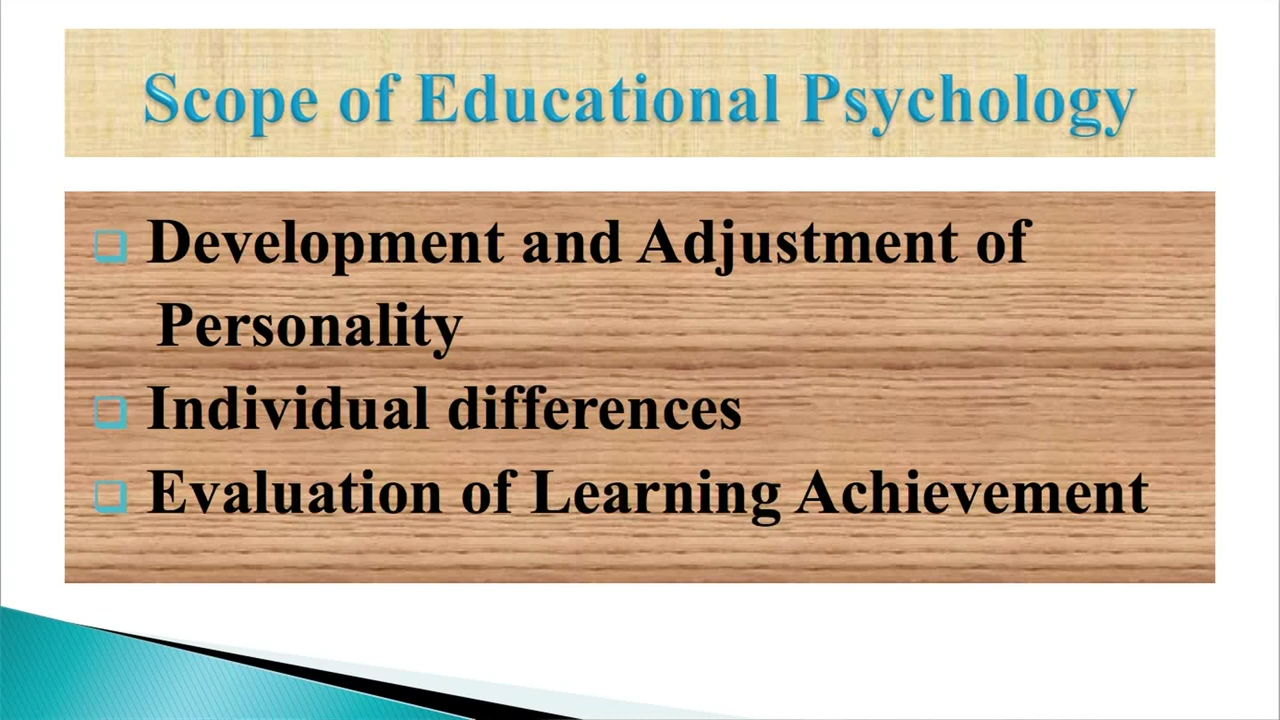 Scope of Educational Psychology
Development and Adjustment of
Personality
Individual differences
Evaluation of Learning Achievement